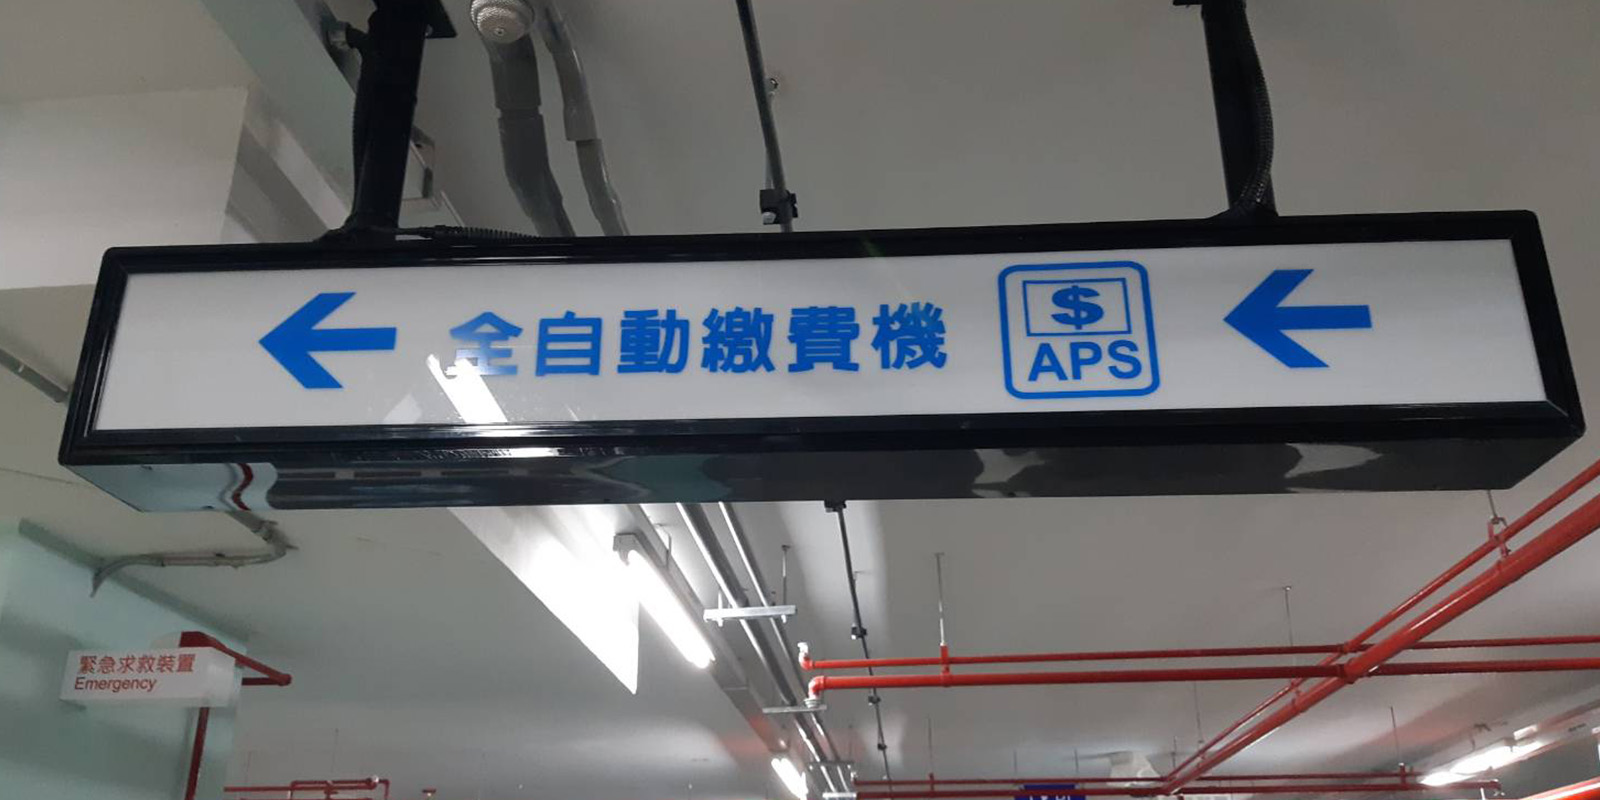 全自動繳費機
$
APS
緊急求救裝置
Emergency